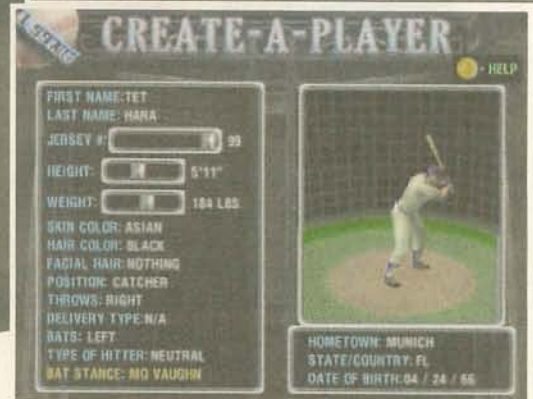 CREATE-A-PLAYER
- HELP
FIRST NAME: TET
LAST NAME: HARA
JERSEY #: 99
HEIGHT: 5'11"
WEIGHT: 184 LBS
SKIN COLOR: ASIAN
HAIR COLOR: BLACK
FACIAL HAIR: NOTHING
POSITION: CATCHER
THROWS: RIGHT
DELIVERY TYPE: N/A
BATS: LEFT
TYPE OF HITTER: NEUTRAL
BAT STANCE: MO VAUGHN
HOMETOWN: MUNICH
STATE/COUNTRY: FL
DATE OF BIRTH: 04 / 24 / 66